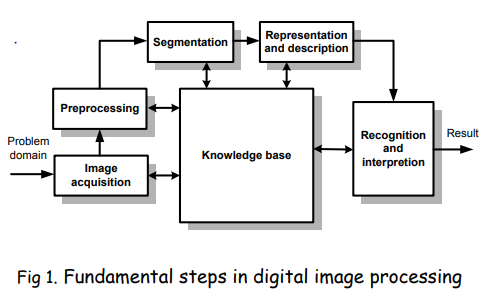 Segmentation
Representation
and description
Preprocessing
Problem
domain
Image
acquisition
Knowledge base
Recognition
and
interpretion
Result
Fig 1. Fundamental steps in digital image processing